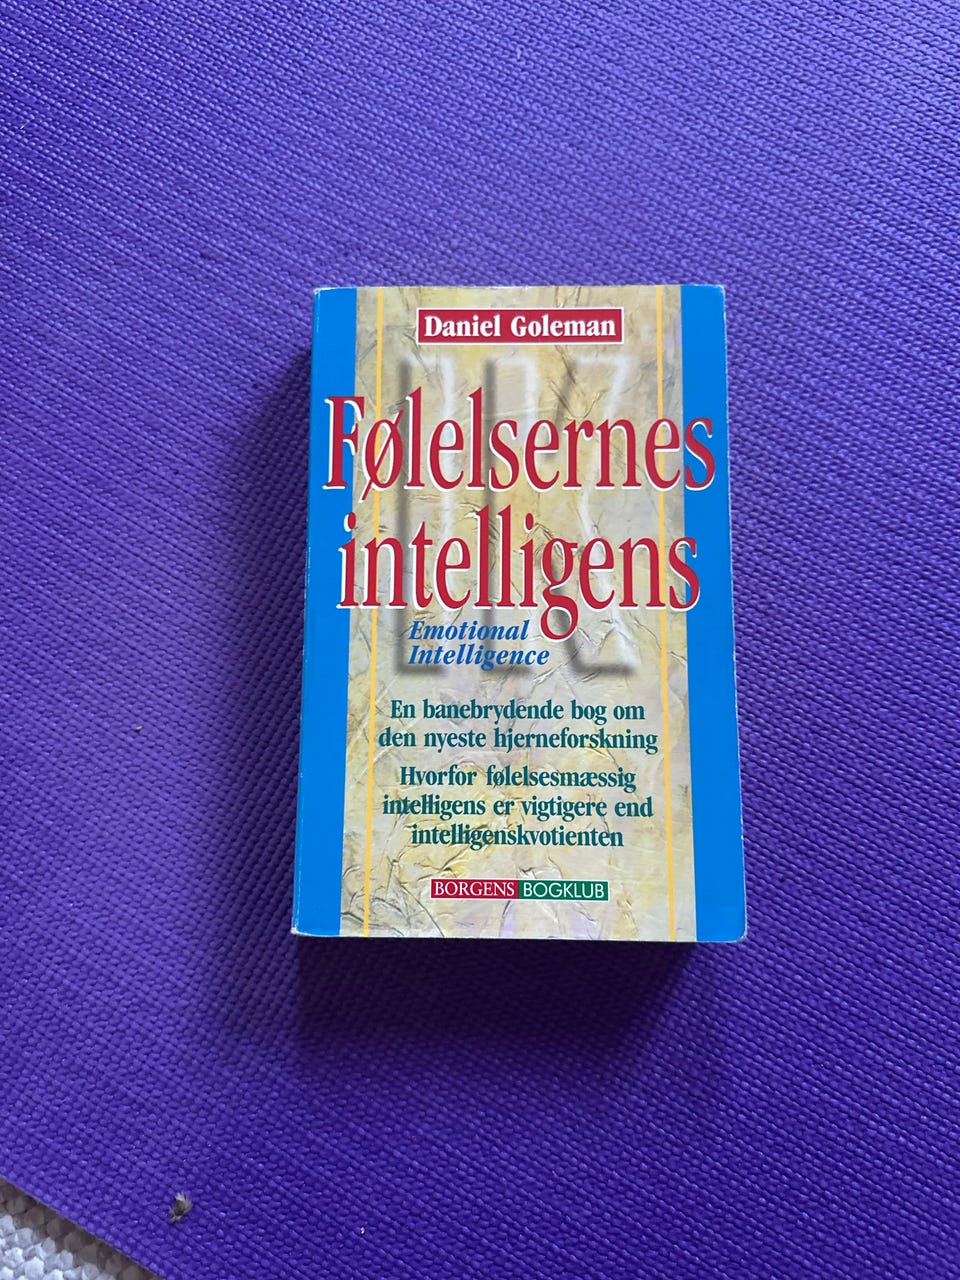 Daniel Goleman
Følelsernes
intelligens
Emotional
Intelligence
En banebrydende bog om
den nyeste hjerneforskning
Hvorfor følelsesmæssig
intelligens er vigtigere end
intelligenskvotienten
BORGENS BOGKLUB